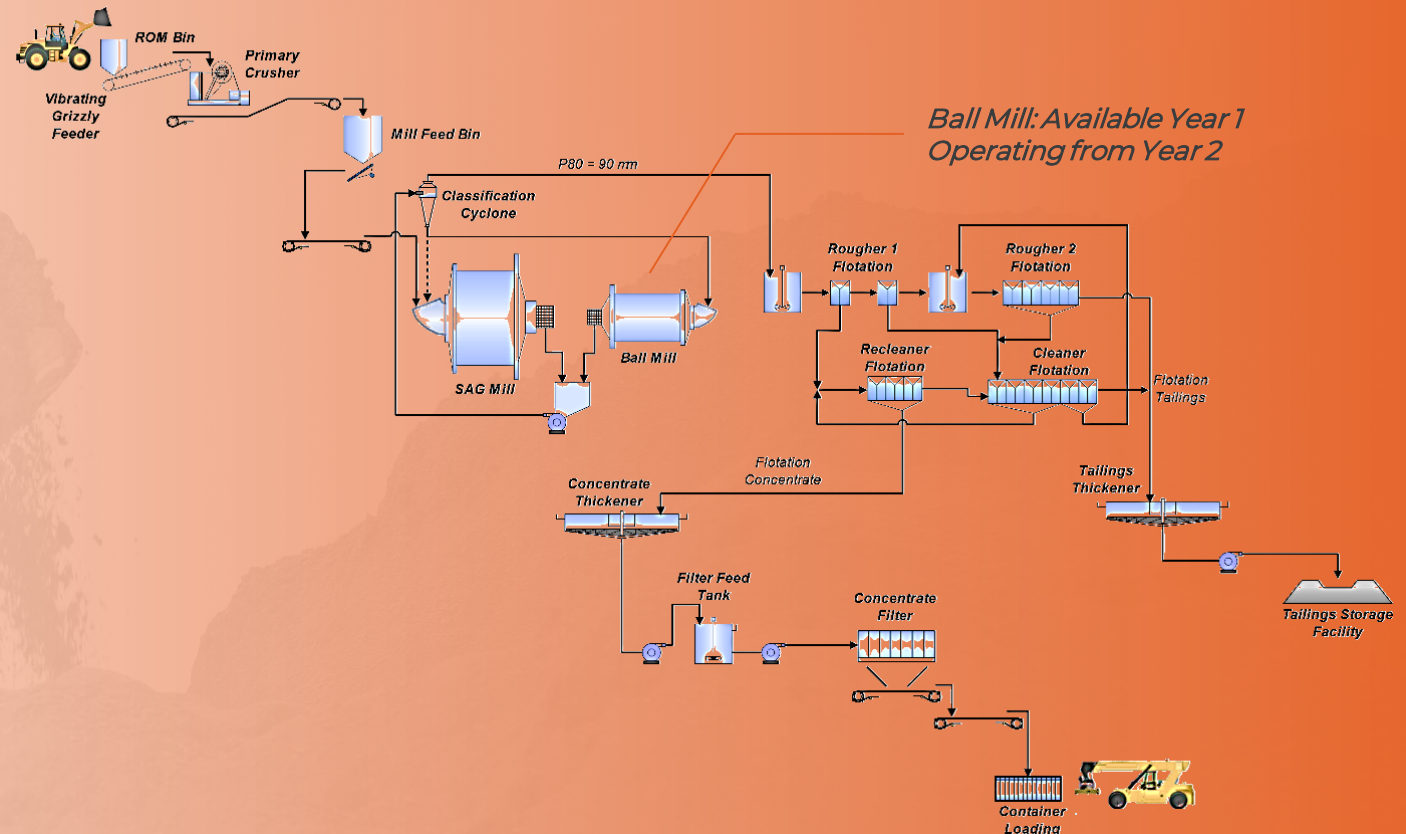 ROM Bin
Primary
Crusher
Vibrating
Grizzly
Feeder
Mill Feed Bin
Ball Mill: Available Year 1
Operating from Year 2
P80 = 90 nm
Classification
Cyclone
Rougher 1
Flotation
Rougher 2
Flotation
SAG Mill
Ball Mill
Recleaner
Flotation
Cleaner
Flotation
Flotation
Tailings
Flotation
Concentrate
Concentrate
Thickener
Tailings
Thickener
Filter Feed
Tank
Concentrate
Filter
Tailings Storage
Facility
Container
Loading